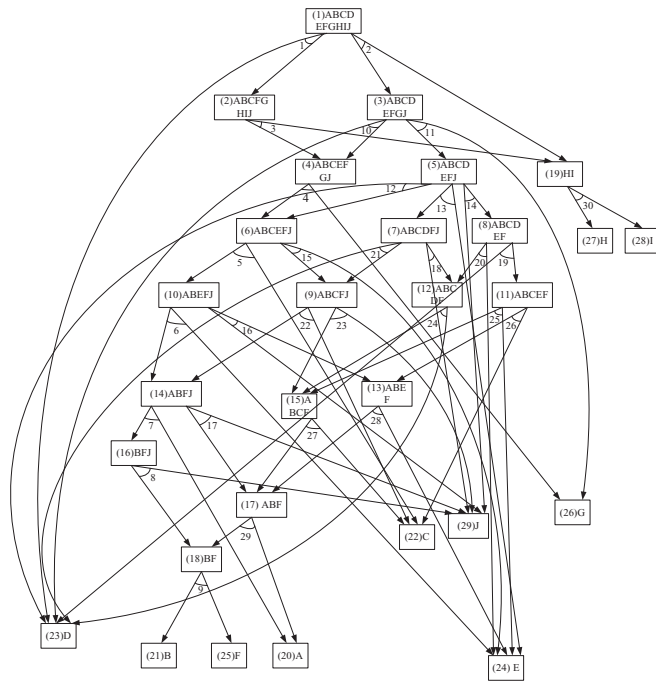 (1)ABCD
EFGHIJ
1
2
(2)ABCFG
HIJ
(3)ABCD
EFGJ
3
10
11
(4)ABCEF
GJ
(5)ABCD
EFJ
(19)HI
4
12
13
14
30
(6)ABCEFJ
(7)ABCDFJ
(8)ABCD
EF
(27)H
(28)I
5
15
21
18
20
19
(10)ABEFJ
(9)ABCFJ
(12)ABC
DF
(11)ABCEF
6
16
22
23
24
25
26
(14)ABFJ
(15)A
BCF
(13)ABE
F
7
17
27
28
(16)BFJ
8
(17) ABF
(29)J
(26)G
(22)C
29
(18)BF
9
(23)D
(21)B
(25)F
(20)A
(24) E